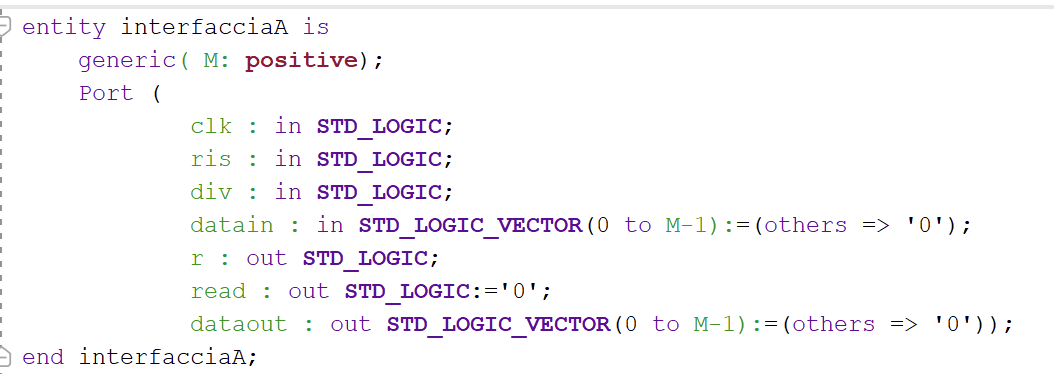 entity interfacciaA is
generic( M: positive);
Port (
clk : in STD_LOGIC;
ris : in STD_LOGIC;
div : in STD_LOGIC;
datain : in STD_LOGIC_VECTOR(0 to M-1):=(others => '0');
r : out STD_LOGIC;
read : out STD_LOGIC:='0';
dataout : out STD_LOGIC_VECTOR(0 to M-1):=(others => '0'));
end interfacciaA;